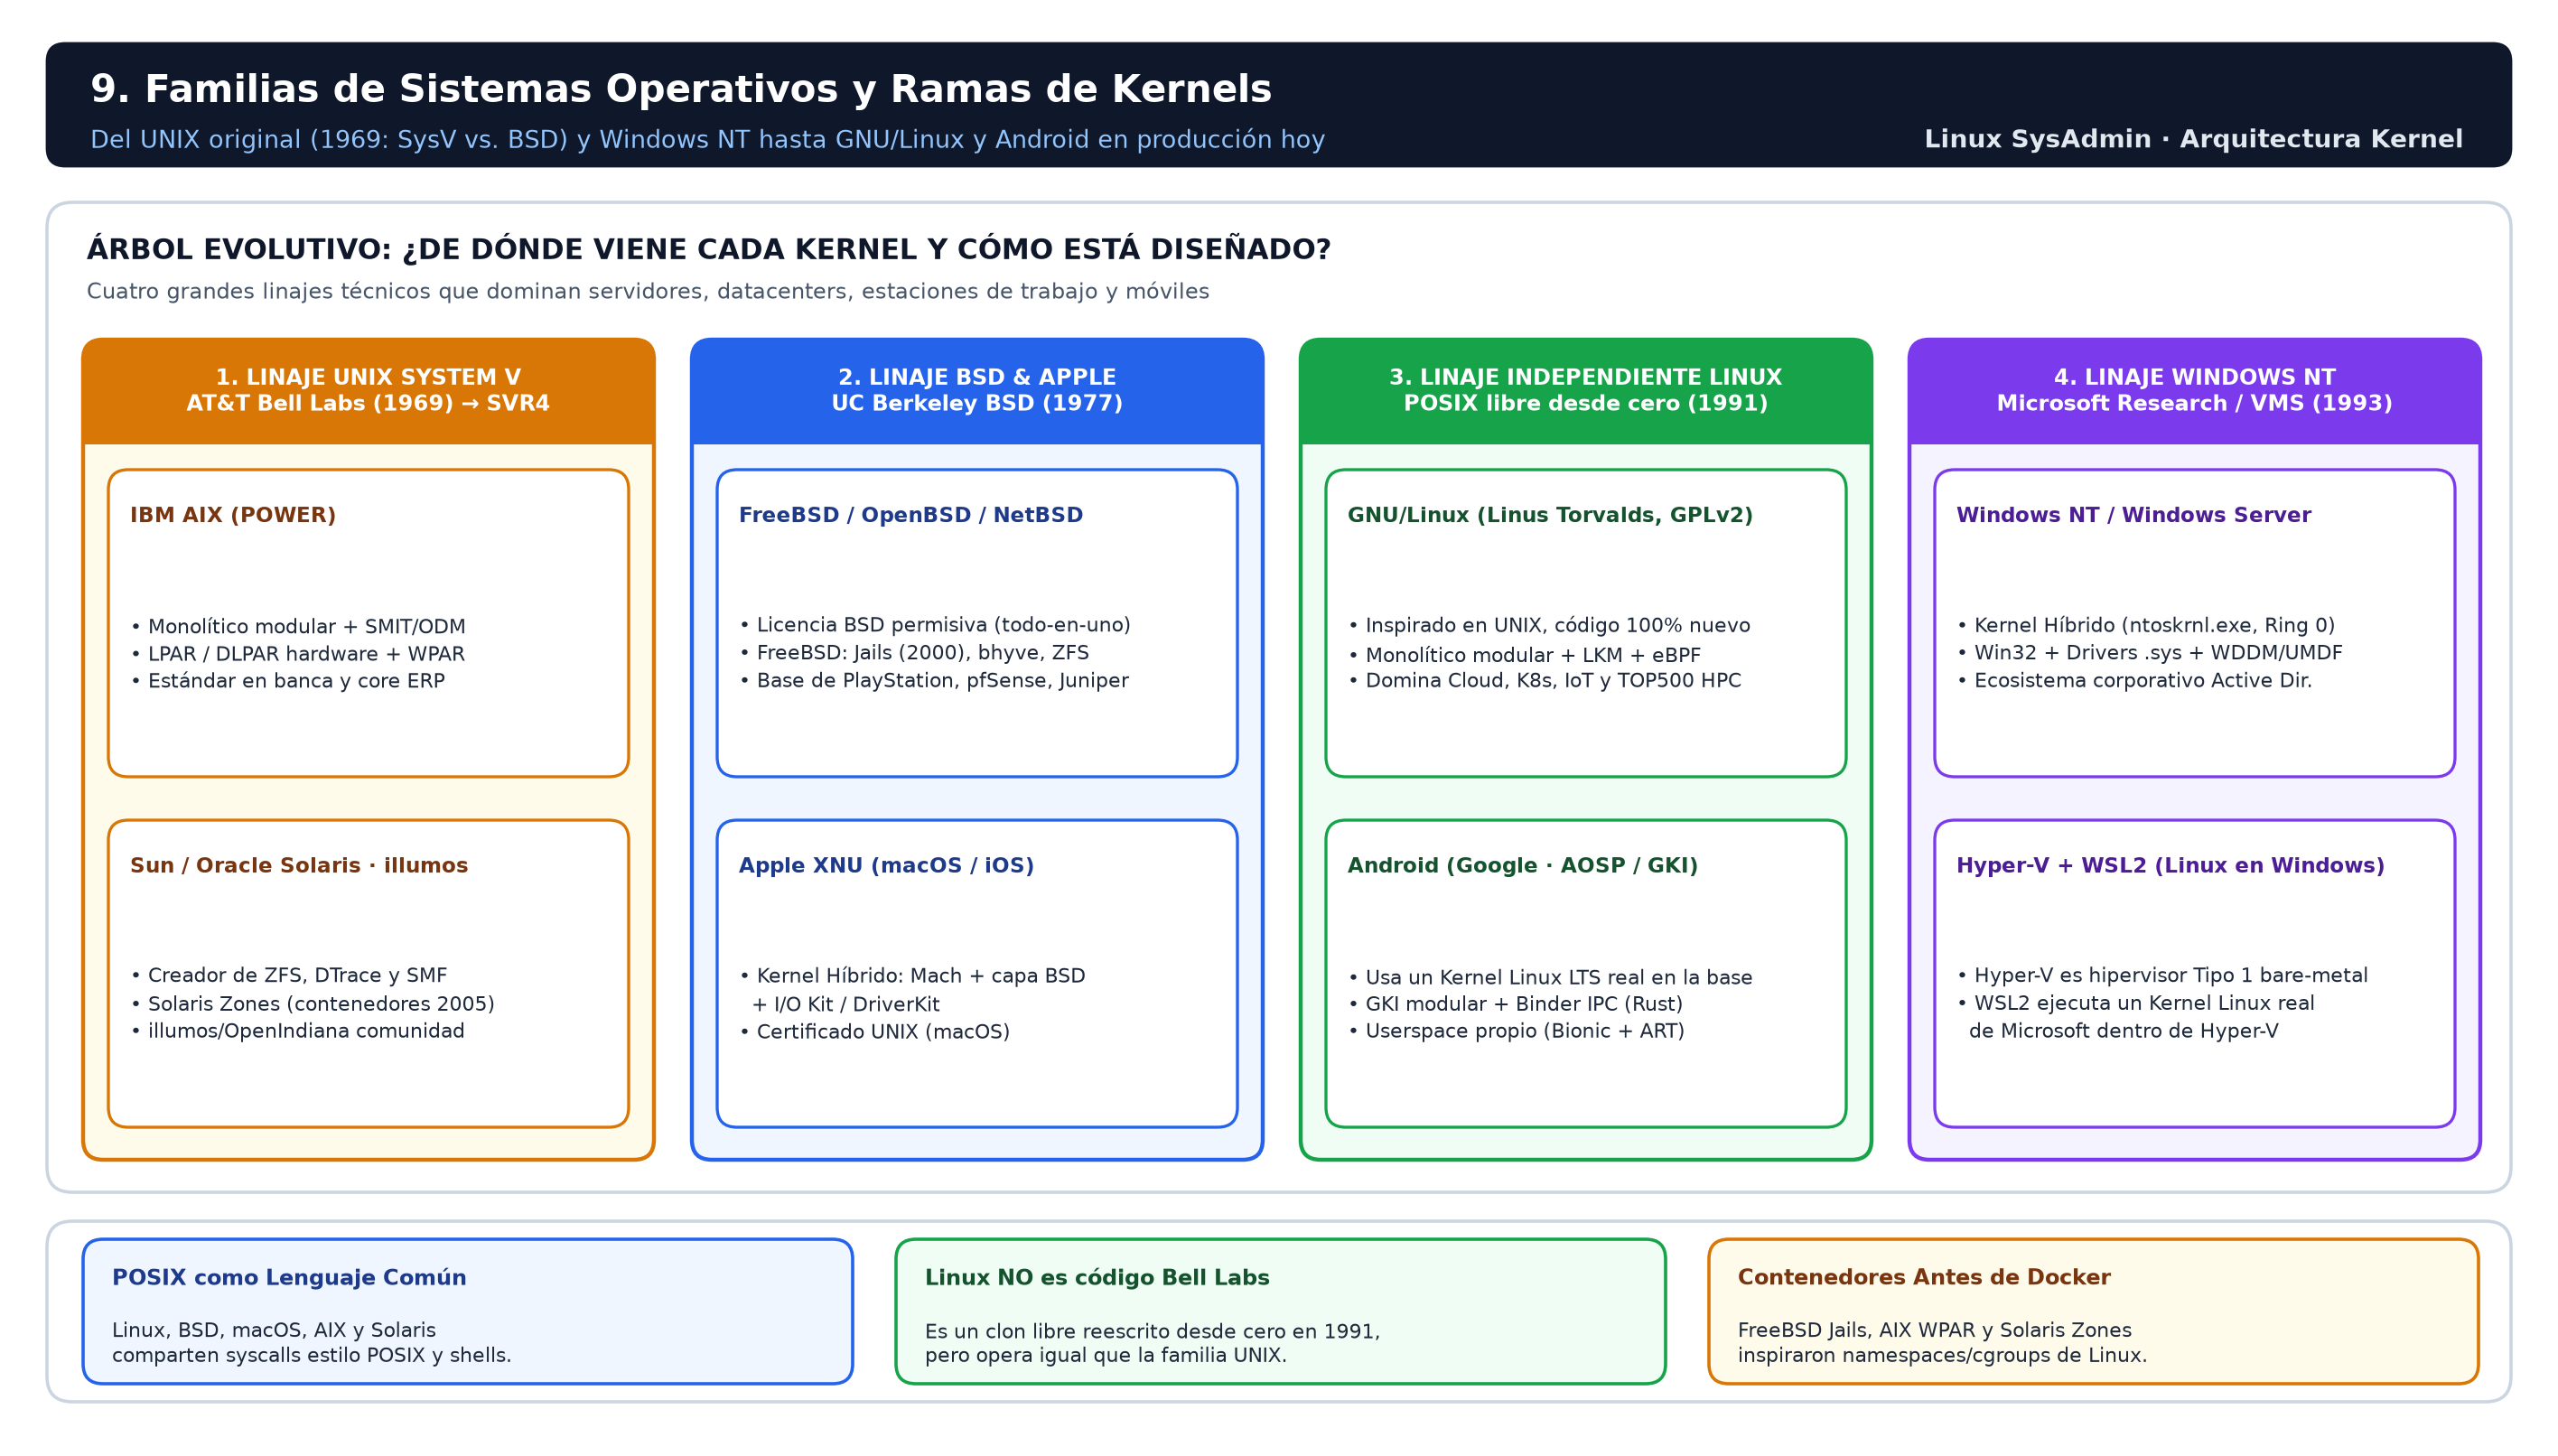 9. Familias de Sistemas Operativos y Ramas de Kernels
Del UNIX original (1969: SysV vs. BSD) y Windows NT hasta GNU/Linux y Android en producción hoy
Linux SysAdmin · Arquitectura Kernel
ÁRBOL EVOLUTIVO: ¿DE DÓNDE VIENE CADA KERNEL Y CÓMO ESTÁ DISEÑADO?
Cuatro grandes linajes técnicos que dominan servidores, datacenters, estaciones de trabajo y móviles
1. LINAJE UNIX SYSTEM V
AT&T Bell Labs (1969) → SVR4
IBM AIX (POWER)
• Monolítico modular + SMIT/ODM
• LPAR / DLPAR hardware + WPAR
• Estándar en banca y core ERP
Sun / Oracle Solaris · illumos
• Creador de ZFS, DTrace y SMF
• Solaris Zones (contenedores 2005)
• illumos/OpenIndiana comunidad
2. LINAJE BSD & APPLE
UC Berkeley BSD (1977)
FreeBSD / OpenBSD / NetBSD
• Licencia BSD permisiva (todo-en-uno)
• FreeBSD: Jails (2000), bhyve, ZFS
• Base de PlayStation, pfSense, Juniper
Apple XNU (macOS / iOS)
• Kernel Híbrido: Mach + capa BSD
+ I/O Kit / DriverKit
• Certificado UNIX (macOS)
3. LINAJE INDEPENDIENTE LINUX
POSIX libre desde cero (1991)
GNU/Linux (Linus Torvalds, GPLv2)
• Inspirado en UNIX, código 100% nuevo
• Monolítico modular + LKM + eBPF
• Domina Cloud, K8s, IoT y TOP500 HPC
Android (Google · AOSP / GKI)
• Usa un Kernel Linux LTS real en la base
• GKI modular + Binder IPC (Rust)
• Userspace propio (Bionic + ART)
4. LINAJE WINDOWS NT
Microsoft Research / VMS (1993)
Windows NT / Windows Server
• Kernel Híbrido (ntoskrnl.exe, Ring 0)
• Win32 + Drivers .sys + WDDM/UMDF
• Ecosistema corporativo Active Dir.
Hyper-V + WSL2 (Linux en Windows)
• Hyper-V es hipervisor Tipo 1 bare-metal
• WSL2 ejecuta un Kernel Linux real
de Microsoft dentro de Hyper-V
POSIX como Lenguaje Común
Linux, BSD, macOS, AIX y Solaris
comparten syscalls estilo POSIX y shells.
Linux NO es código Bell Labs
Es un clon libre reescrito desde cero en 1991,
pero opera igual que la familia UNIX.
Contenedores Antes de Docker
FreeBSD Jails, AIX WPAR y Solaris Zones
inspiraron namespaces/cgroups de Linux.